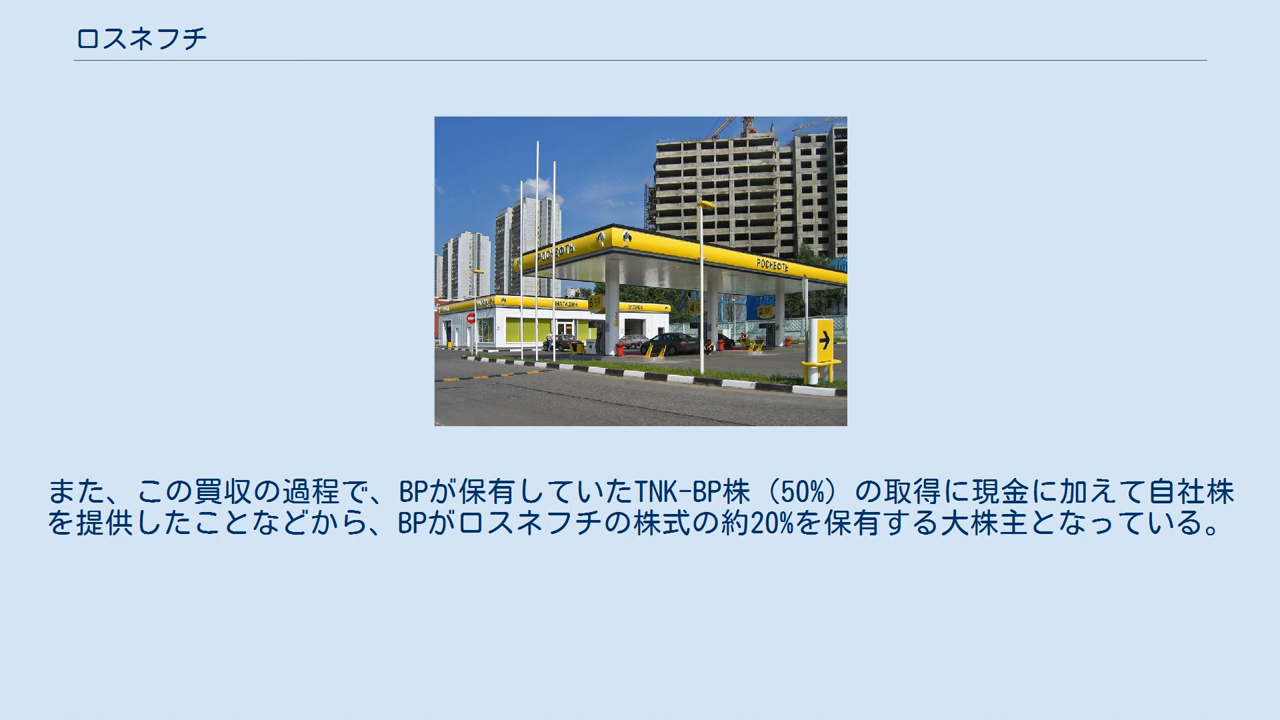 ロスネフチ
РОСНЕФТЬ
РОСНЕФТЬ
МАГАЗИН
また、この買収の過程で、BPが保有していたTNK-BP株（50%）の取得に現金に加えて自社株
を提供したことなどから、BPがロスネフチの株式の約20%を保有する大株主となっている。